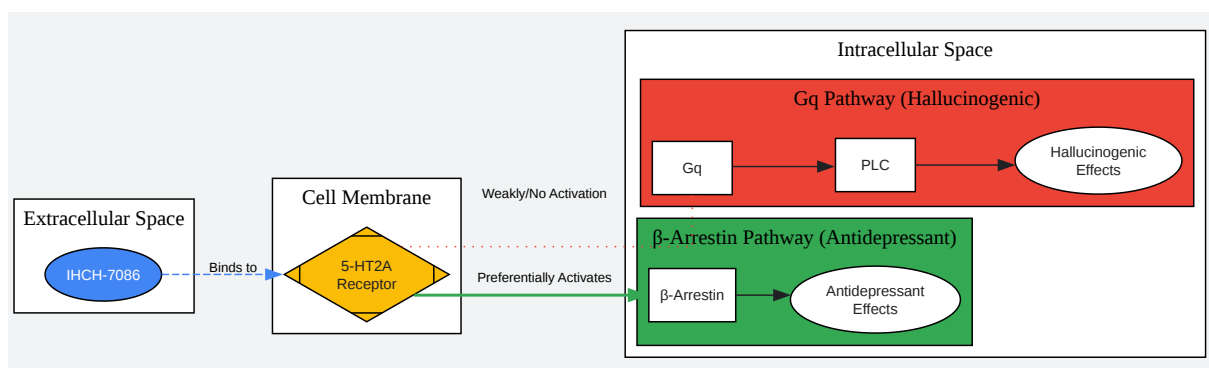 Intracellular Space
Gq Pathway (Hallucinogenic)
Gq
PLC
Hallucinogenic
Effects
Weakly/No Activation
Cell Membrane
Extracellular Space
β-Arrestin Pathway (Antidepressant)
IHCH-7086
Binds to
5-HT2A
Receptor
Preferentially Activates
β-Arrestin
Antidepressant
Effects